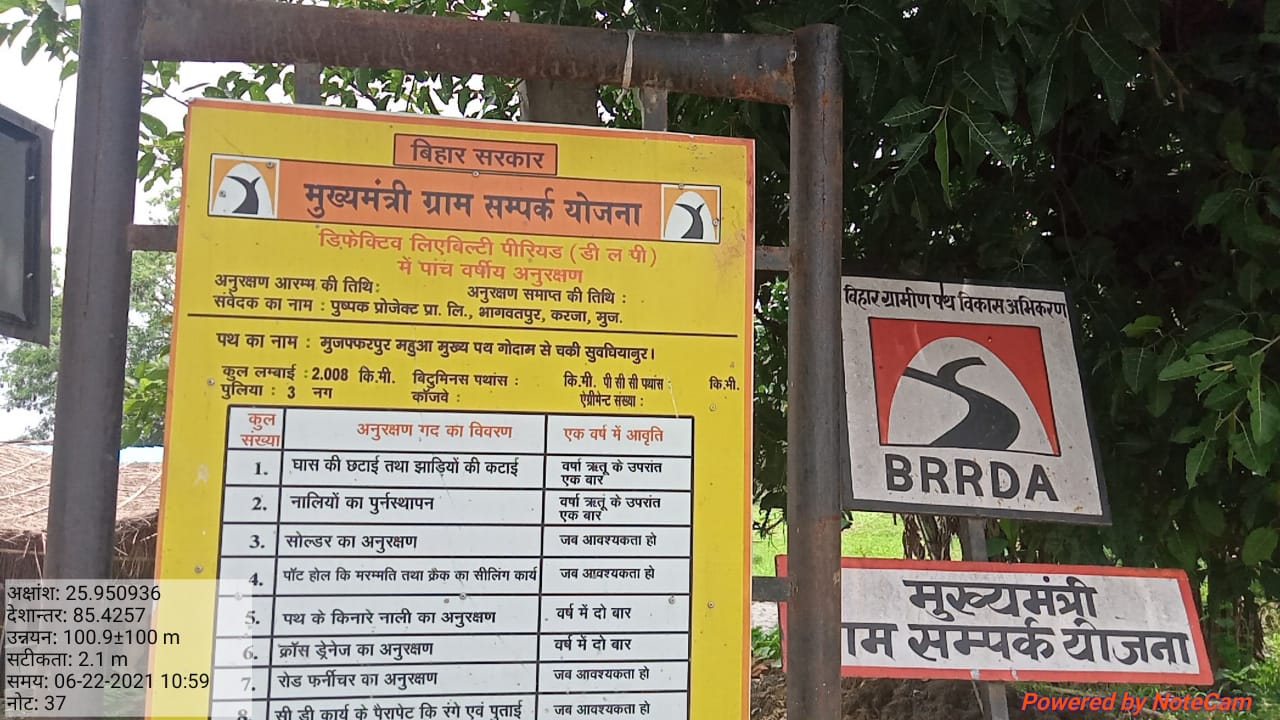 बिहार सरकार
मुख्यमंत्री ग्राम सम्पर्क योजना
डिफेक्टिव लिएबिल्टी पीरियड (डी ल पी)
में पांच वर्षीय अनुरक्षण
अनुरक्षण आरम्भ की तिथि: अनुरक्षण समाप्त की तिथि :
संवेदक का नाम : पुष्पक प्रोजेक्ट प्रा. लि., भागवतपुर, करजा, मुज.
पथ का नाम : मुजफ्फरपुर महुआ मुख्य पथ गोदाम से चकी सुवधियानुर।
कुल लम्बाई : 2.008 कि.मी. बिटुमिनस पथांस : कि.मी. पी सी सी पथांस : कि.मी.
पुलिया : 3 नग कॉजवे : ऐग्रीमेन्ट संख्या :
कुल संख्या अनुरक्षण गद का विवरण एक वर्ष में आवृति
1. घास की छटाई तथा झाड़ियों की कटाई वर्षा ऋतू के उपरांत एक बार
2. नालियों का पुर्नस्थापन वर्षा ऋतूं के उपरांत एक बार
3. सोल्डर का अनुरक्षण जब आवश्यकता हो
4. पॉट होल कि मरम्मति तथा क्रैक का सीलिंग कार्य जब आवश्यकता हो
5. पथ के किनारे नाली का अनुरक्षण वर्ष में दो बार
6. क्रॉस ड्रेनेज का अनुरक्षण वर्ष में दो बार
7. रोड फर्नीचर का अनुरक्षण जब आवश्यकता हो
8. सी डी कार्य के पेरापेट कि रंगे एवं पुताई जब आवश्यकता हो
बिहार ग्रामीण पथ विकास अभिकरण
BRRDA
मुख्यमंत्री
ाम सम्पर्क योजना
अक्षांश: 25.950936
देशान्तर: 85.4257
उन्नयन: 100.9±100 m
सटीकता: 2.1 m
समय: 06-22-2021 10:59
नोट: 37
Powered by NoteCam